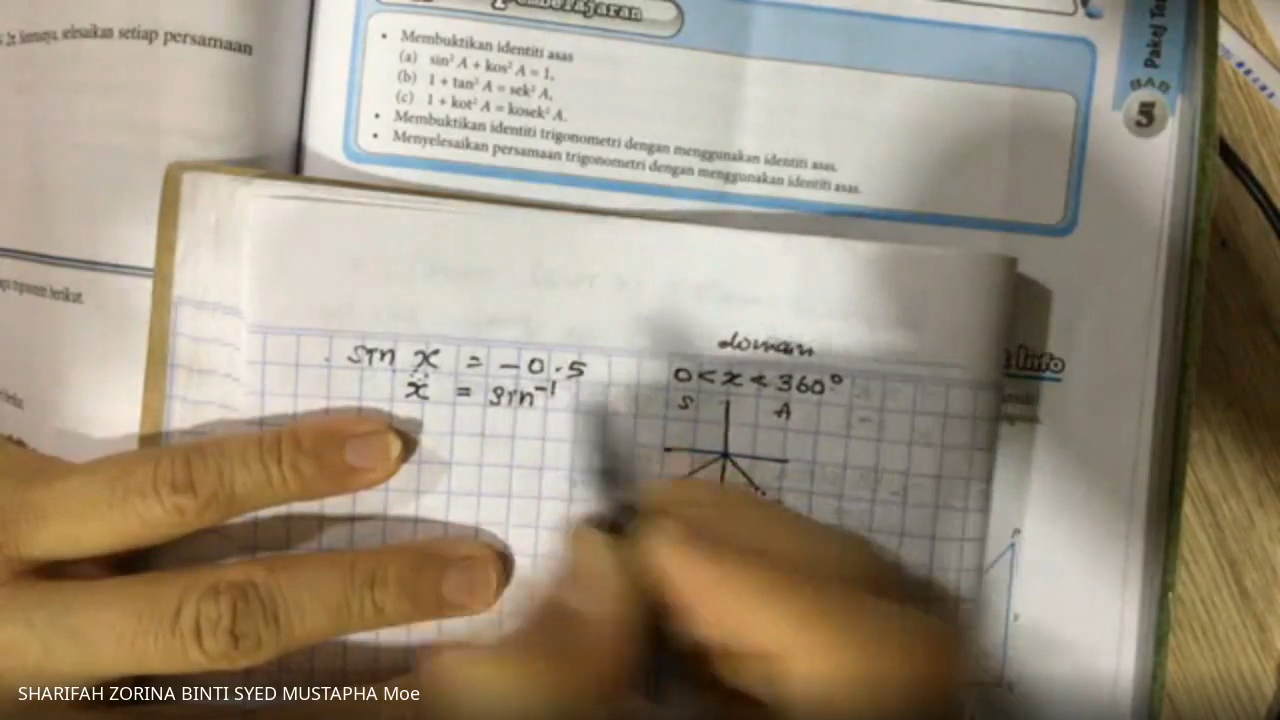 selesaikan setiap persamaan
Pembelajaran
• Membuktikan identiti asas
(a) sin² A + kos² A = 1,
(b) 1 + tan² A = sek² A,
(c) 1 + kot² A = kosek² A.
• Membuktikan identiti trigonometri dengan menggunakan identiti asas.
• Menyelesaikan persamaan trigonometri dengan menggunakan identiti asas.
Pakej
BAB
5
berikut.
Info
sin x = -0.5
x = sin⁻¹
domain
0 < x < 360°
S A
P
SHARIFAH ZORINA BINTI SYED MUSTAPHA Moe